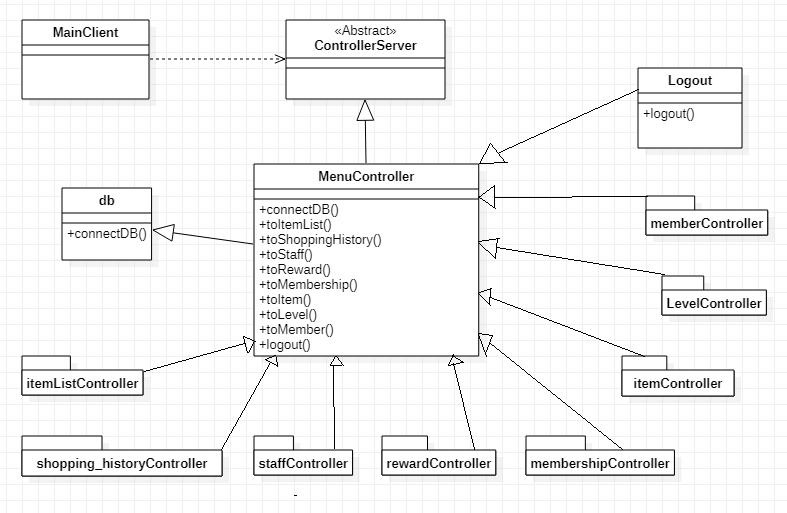 MainClient
«Abstract»
ControllerServer
Logout
+logout()
MenuController
+connectDB()
+toItemList()
+toShoppingHistory()
+toStaff()
+toReward()
+toMembership()
+toItem()
+toLevel()
+toMember()
+logout()
db
+connectDB()
memberController
LevelController
itemListController
itemController
shopping_historyController
staffController
rewardController
membershipController